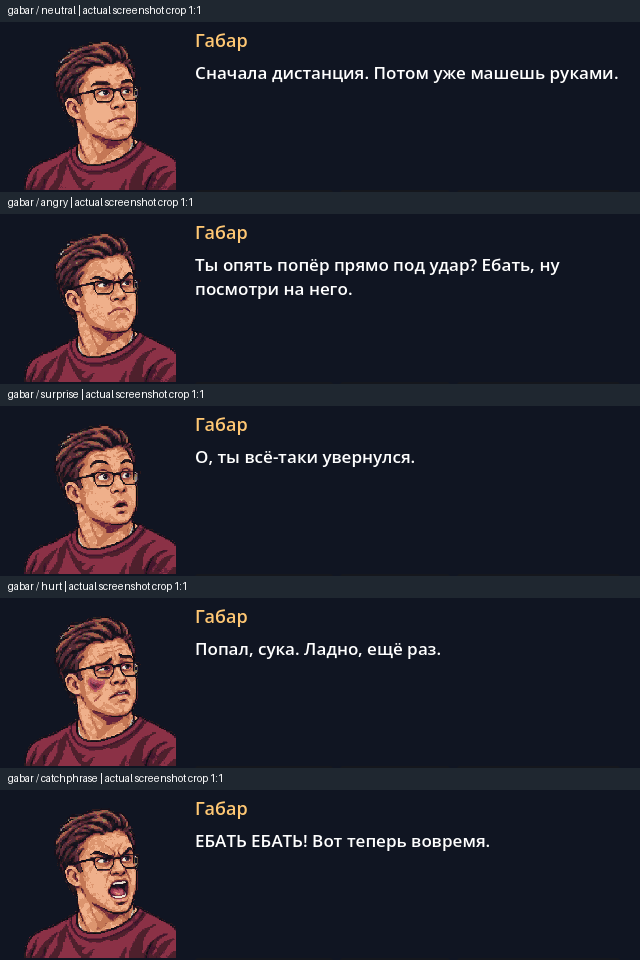 gabar / neutral | actual screenshot crop 1:1
Габар
Сначала дистанция. Потом уже машешь руками.
gabar / angry | actual screenshot crop 1:1
Габар
Ты опять попёр прямо под удар? Ебать, ну
посмотри на него.
gabar / surprise | actual screenshot crop 1:1
Габар
О, ты всё-таки увернулся.
gabar / hurt | actual screenshot crop 1:1
Габар
Попал, сука. Ладно, ещё раз.
gabar / catchphrase | actual screenshot crop 1:1
Габар
ЕБАТЬ ЕБАТЬ! Вот теперь вовремя.